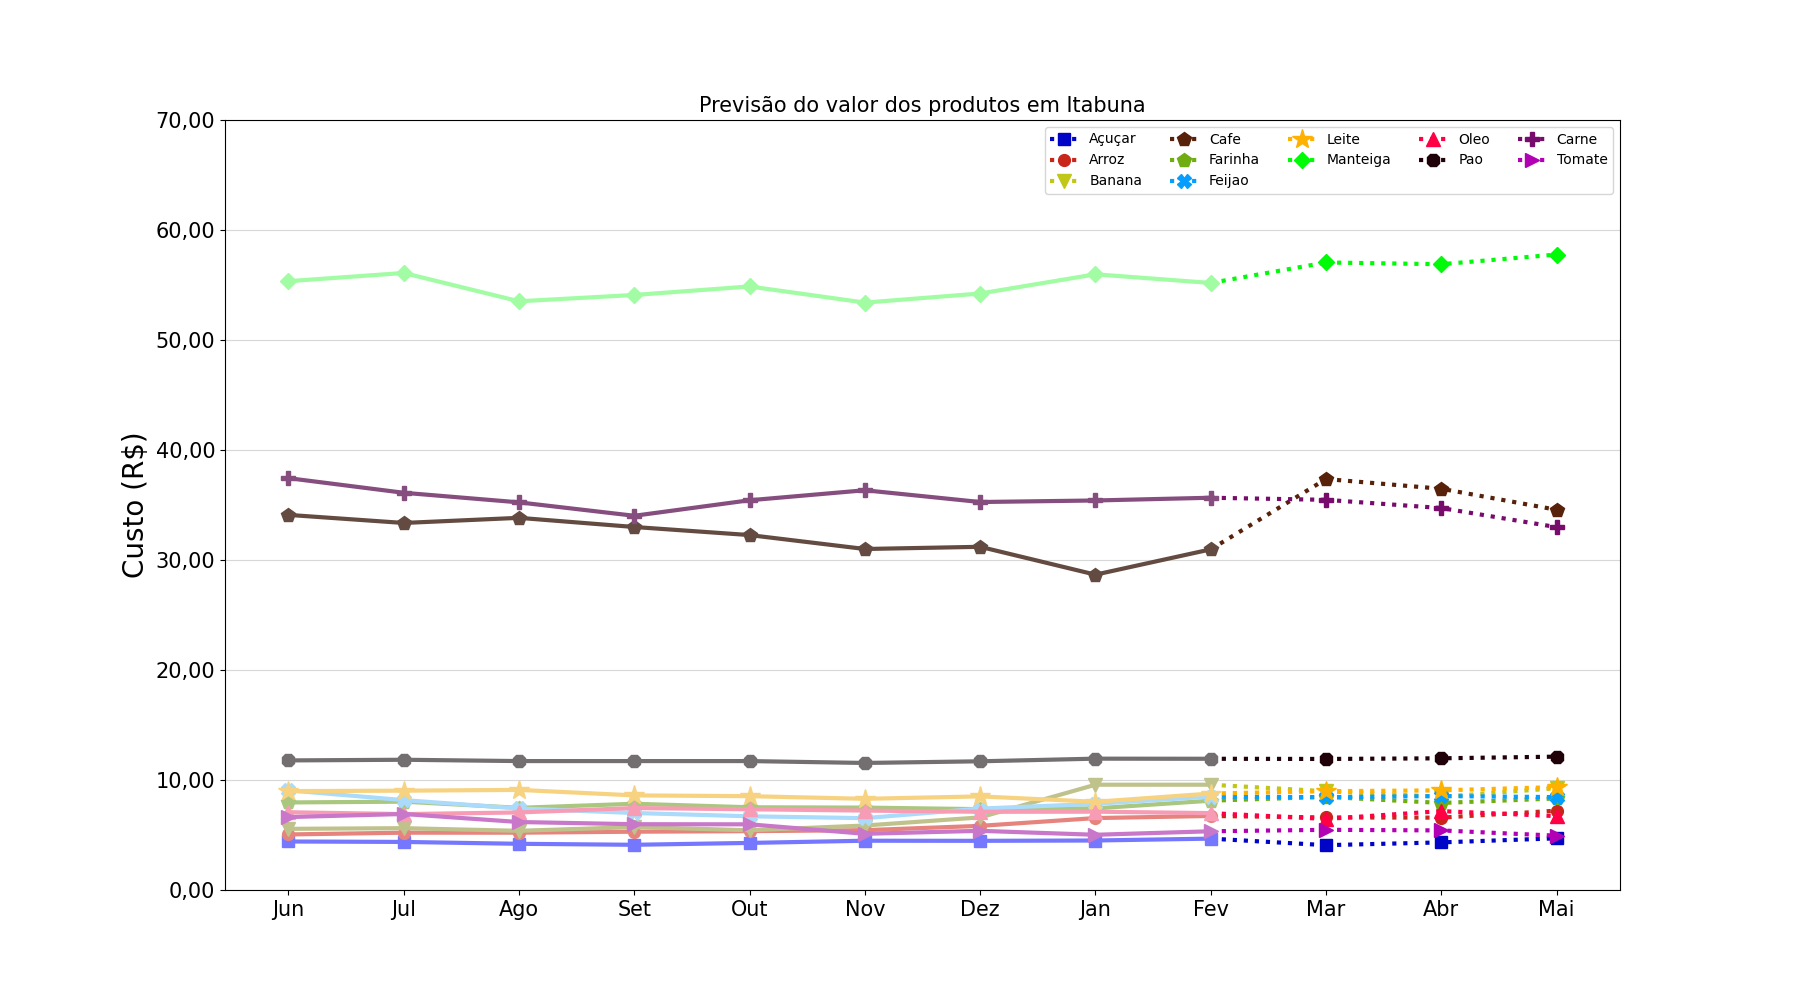 Previsão do valor dos produtos em Itabuna
Açuçar Cafe Leite Oleo Carne
Arroz Farinha Manteiga Pao Tomate
Banana Feijao
Custo (R$)
70,00
60,00
50,00
40,00
30,00
20,00
10,00
0,00
Jun Jul Ago Set Out Nov Dez Jan Fev Mar Abr Mai